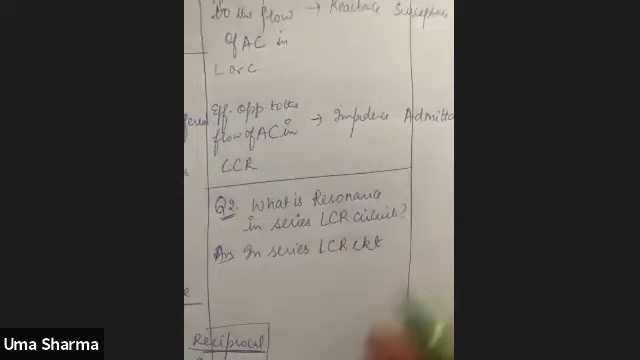 to the flow → Reactance Susceptance
of AC in
L or C
Eff. opp. to the
flow of AC in → Impedence Admitta
LCR
Q2. What is Resonance
in series LCR circuit?
Ans In series LCR ckt
Reciprocal
Uma Sharma